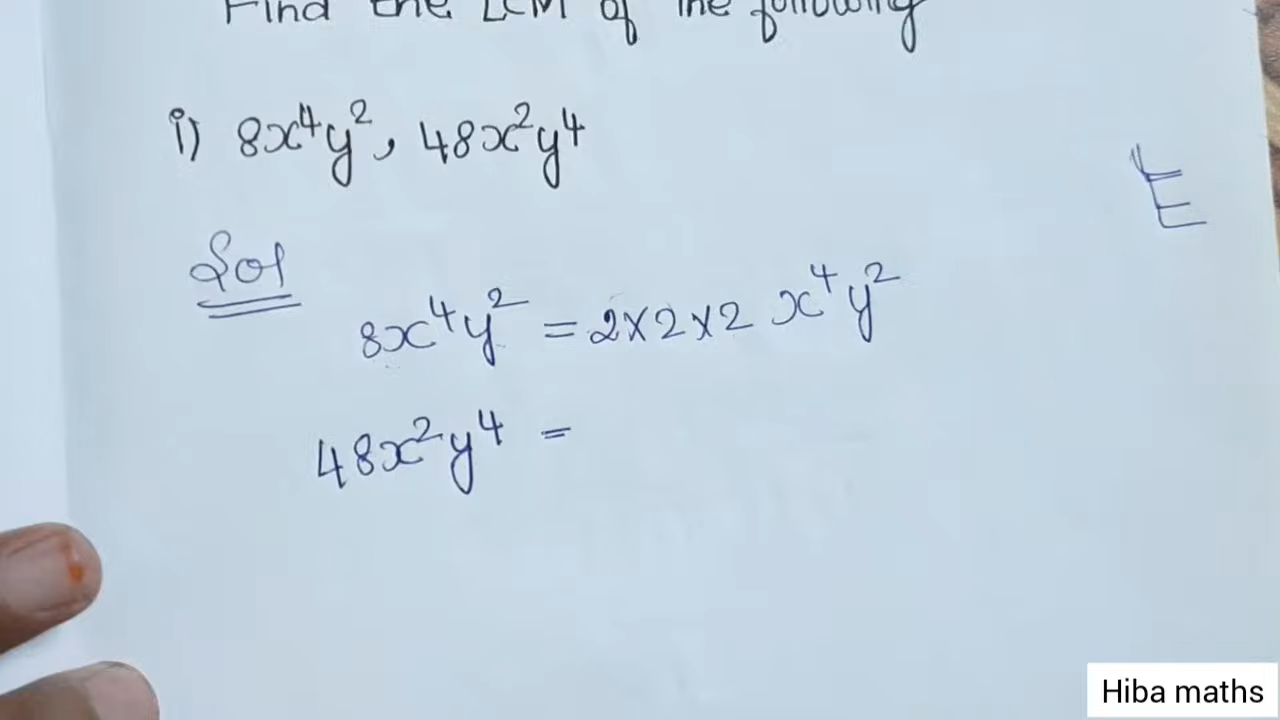 Find the LCM of the following
i) 8x⁴y², 48x²y⁴
E
Sol
8x⁴y² = 2×2×2 x⁴y²
48x²y⁴ =
Hiba maths